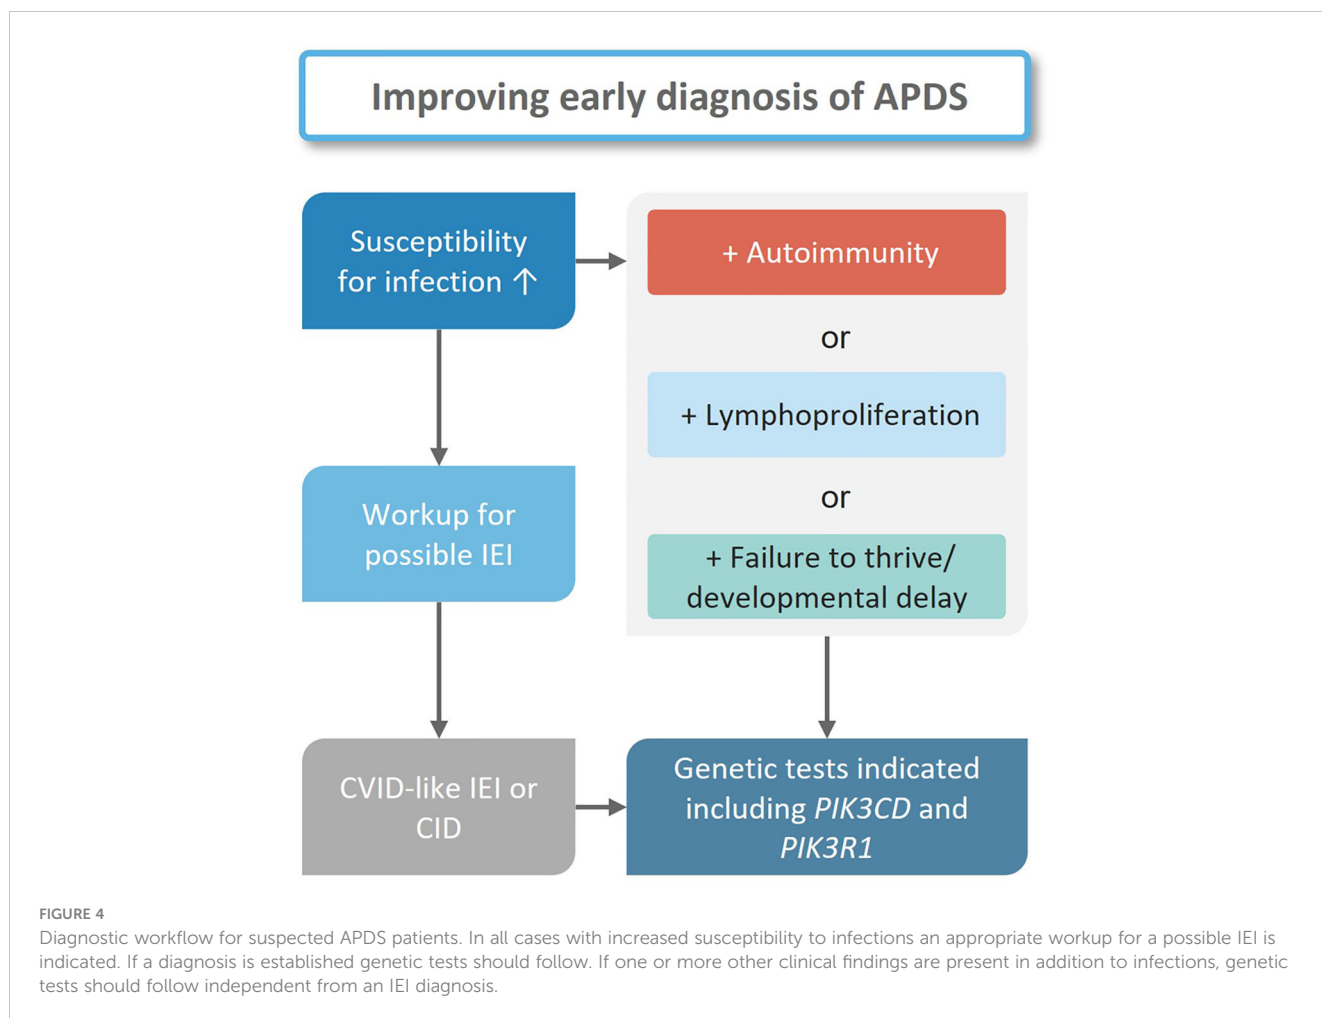 Improving early diagnosis of APDS
Susceptibility
for infection ↑
+ Autoimmunity
or
+ Lymphoproliferation
or
+ Failure to thrive/
developmental delay
Workup for
possible IEI
CVID-like IEI or
CID
Genetic tests indicated
including PIK3CD and
PIK3R1
FIGURE 4
Diagnostic workflow for suspected APDS patients. In all cases with increased susceptibility to infections an appropriate workup for a possible IEI is
indicated. If a diagnosis is established genetic tests should follow. If one or more other clinical findings are present in addition to infections, genetic
tests should follow independent from an IEI diagnosis.